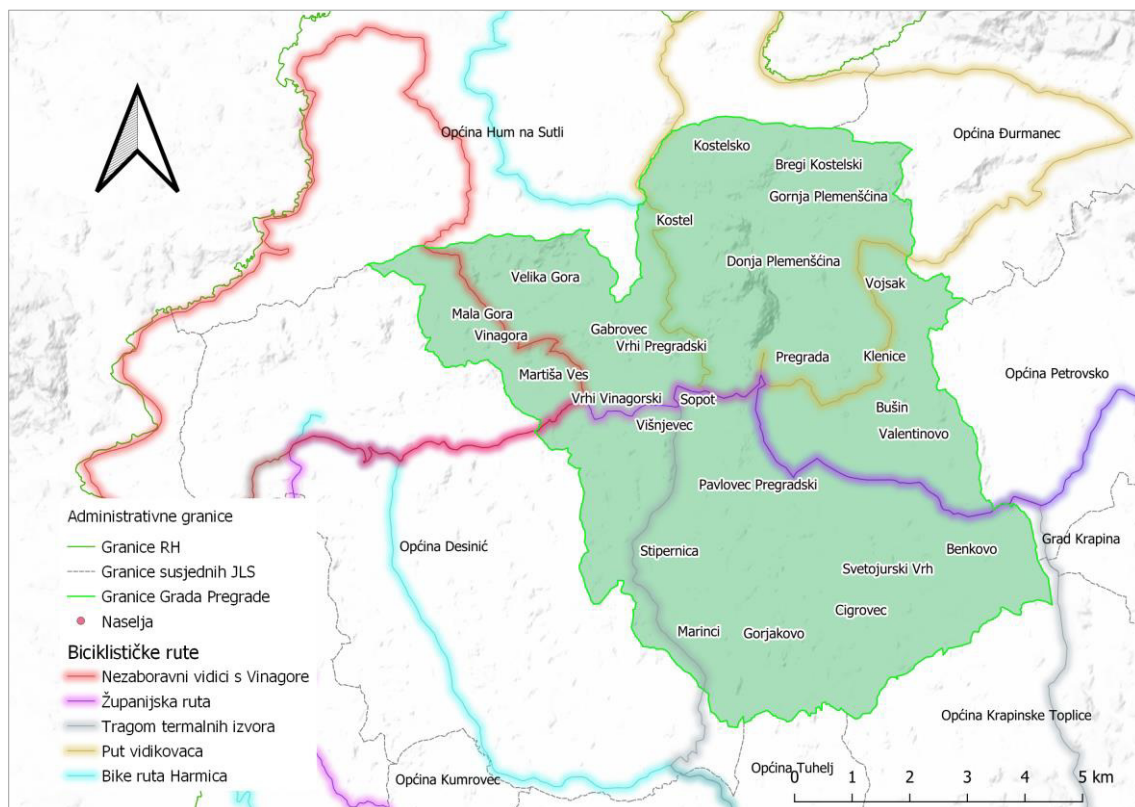 Općina Hum na Sutli
Općina Đurmanec
Kostelsko
Bregi Kostelski
Gornja Plemenšćina
Kostel
Donja Plemenšćina
Velika Gora
Vojsak
Mala Gora
Vinagora
Gabrovec
Vrhi Pregradski
Pregrada
Klenice
Martiša Ves
Općina Petrovsko
Vrhi Vinagorski
Sopot
Bušin
Višnjevec
Valentinovo
Pavlovec Pregradski
Administrativne granice
Granice RH
Granice susjednih JLS
Granice Grada Pregrade
Naselja
Biciklističke rute
Nezaboravni vidici s Vinagore
Županijska ruta
Tragom termalnih izvora
Put vidikovaca
Bike ruta Harmica
Općina Desinić
Stipernica
Benkovo
Grad Krapina
Svetojurski Vrh
Cigrovec
Marinci
Gorjakovo
Općina Krapinske Toplice
Općina Kumrovec
Općina Tuhelj
0 1 2 3 4 5 km